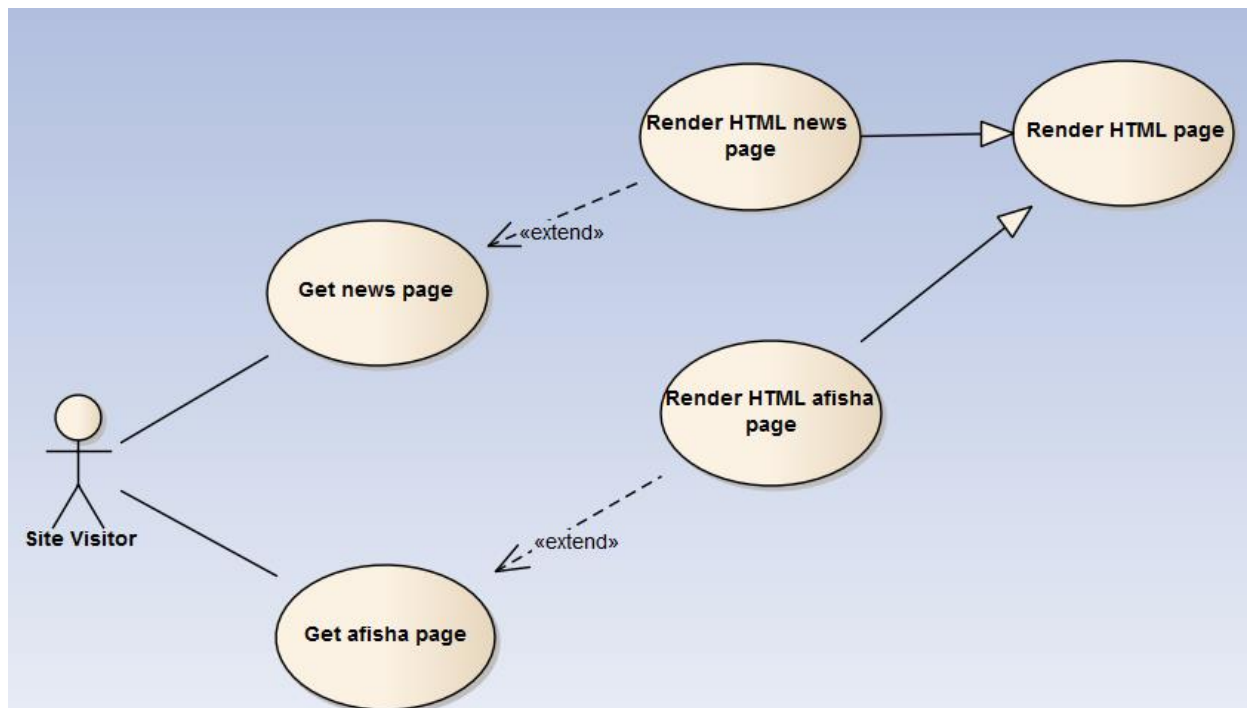 Render HTML news
page
Render HTML page
«extend»
Get news page
Render HTML afisha
page
Site Visitor
«extend»
Get afisha page